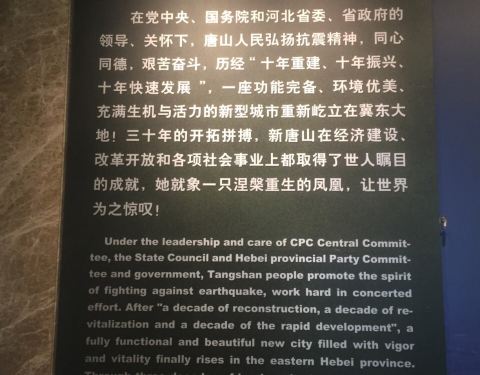 在党中央、国务院和河北省委、省政府的
领导、关怀下，唐山人民弘扬抗震精神，同心
同德，艰苦奋斗，历经“十年重建、十年振兴、
十年快速发展”，一座功能完备、环境优美、
充满生机与活力的新型城市重新屹立在冀东大
地！三十年的开拓拼搏，新唐山在经济建设、
改革开放和各项社会事业上都取得了世人瞩目
的成就，她就象一只涅槃重生的凤凰，让世界
为之惊叹！
Under the leadership and care of CPC Central Commit-
tee, the State Council and Hebei provincial Party Commit-
tee and government, Tangshan people promote the spirit
of fighting against earthquake, work hard in concerted
effort. After "a decade of reconstruction, a decade of re-
vitalization and a decade of the rapid development", a
fully functional and beautiful new city filled with vigor
and vitality finally rises in the eastern Hebei province.
Through three decades of